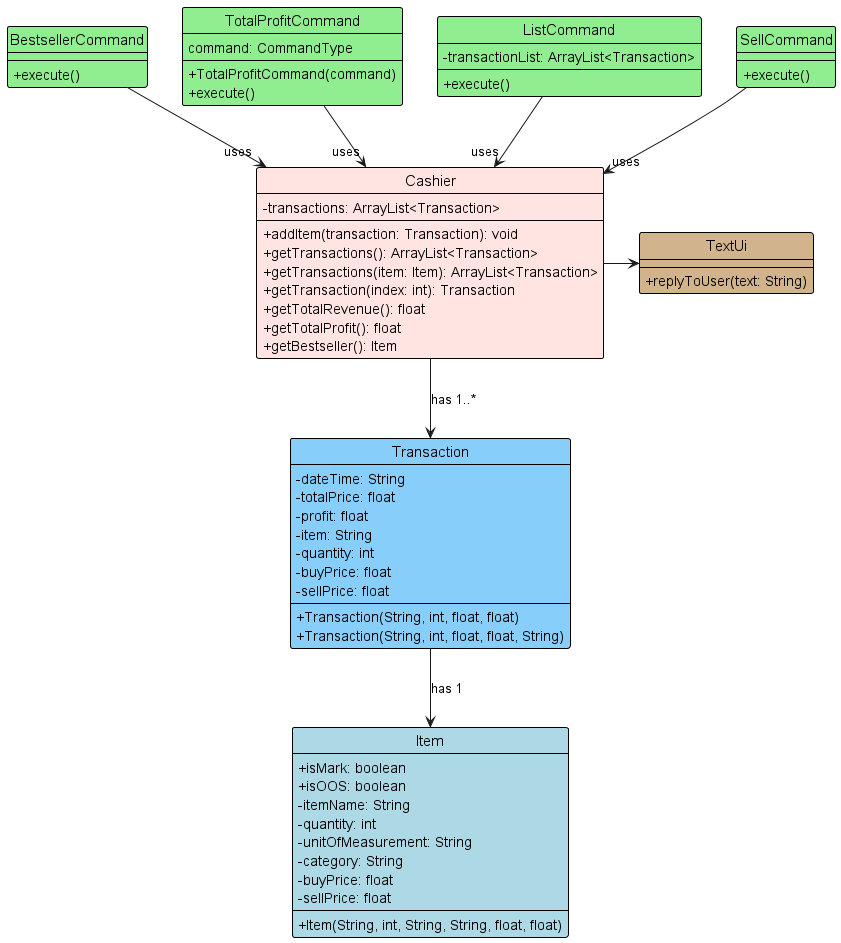 BestsellerCommand
+execute()
TotalProfitCommand
command: CommandType
+TotalProfitCommand(command)
+execute()
ListCommand
-transactionList: ArrayList<Transaction>
+execute()
SellCommand
+execute()
uses
uses
uses
uses
Cashier
-transactions: ArrayList<Transaction>
+addItem(transaction: Transaction): void
+getTransactions(): ArrayList<Transaction>
+getTransactions(item: Item): ArrayList<Transaction>
+getTransaction(index: int): Transaction
+getTotalRevenue(): float
+getTotalProfit(): float
+getBestseller(): Item
TextUi
+replyToUser(text: String)
has 1..*
Transaction
-dateTime: String
-totalPrice: float
-profit: float
-item: String
-quantity: int
-buyPrice: float
-sellPrice: float
+Transaction(String, int, float, float)
+Transaction(String, int, float, float, String)
has 1
Item
+isMark: boolean
+isOOS: boolean
-itemName: String
-quantity: int
-unitOfMeasurement: String
-category: String
-buyPrice: float
-sellPrice: float
+Item(String, int, String, String, float, float)